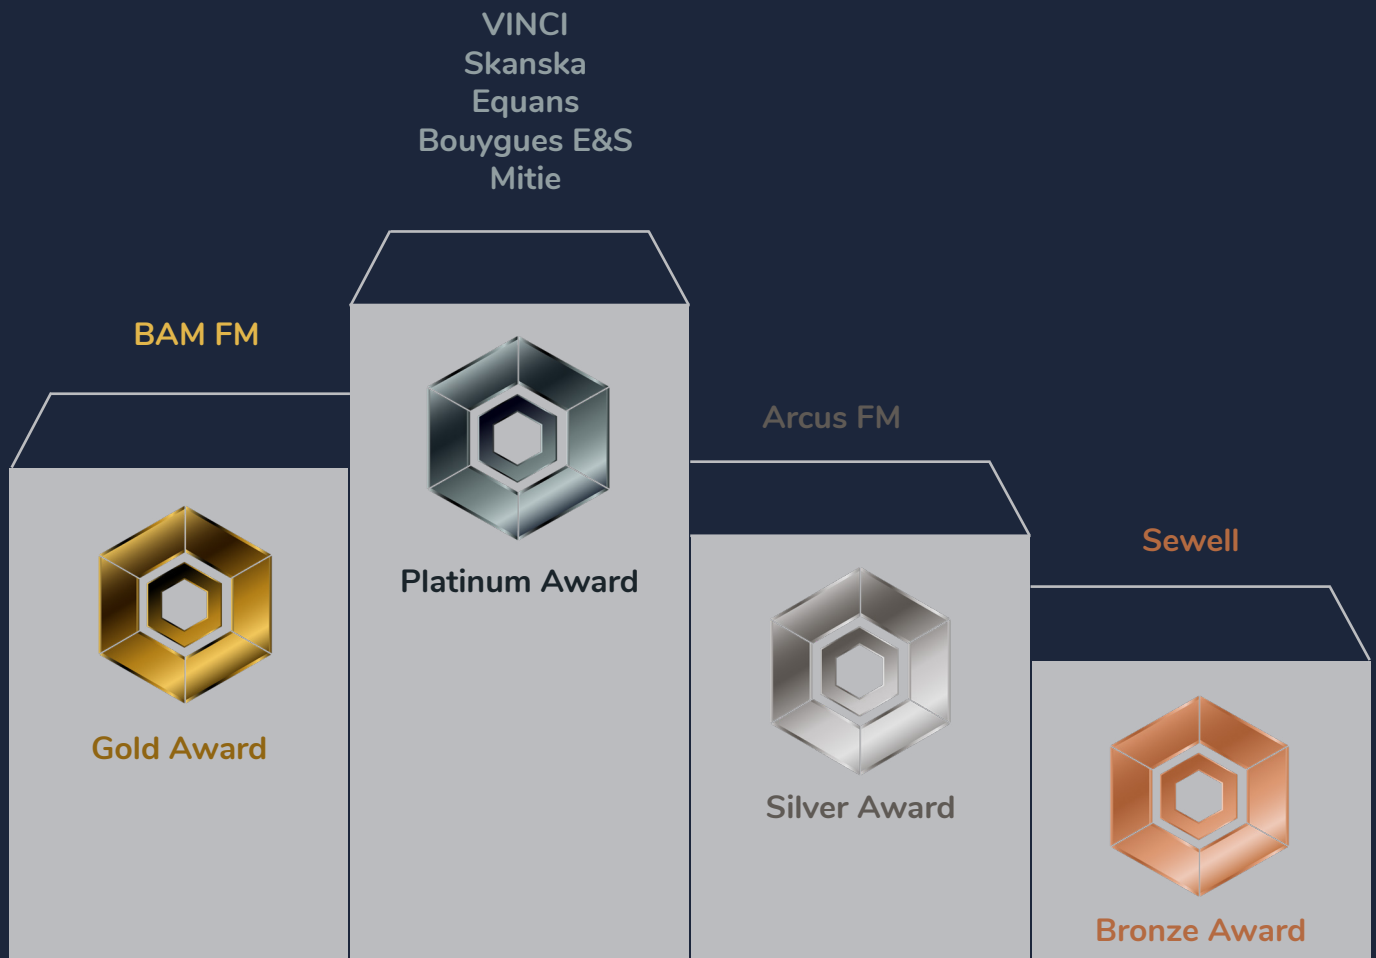 VINCI
Skanska
Equans
Bouygues E&S
Mitie
BAM FM
Arcus FM
Sewell
Platinum Award
Gold Award
Silver Award
Bronze Award